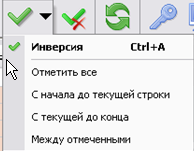 Инверсия Ctrl+A
Отметить все
С начала до текущей строки
С текущей до конца
Между отмеченными